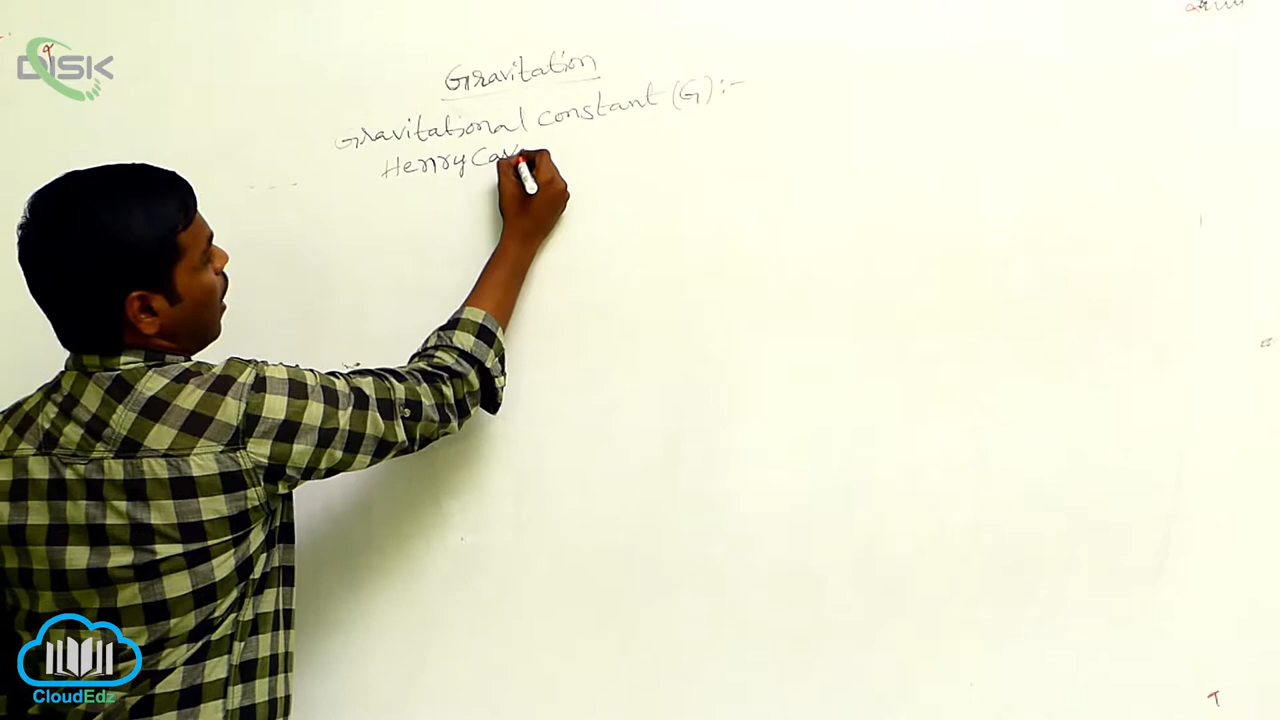 DISK
Gravitation
Gravitational constant (G) :-
Henry Cav
CloudEdz